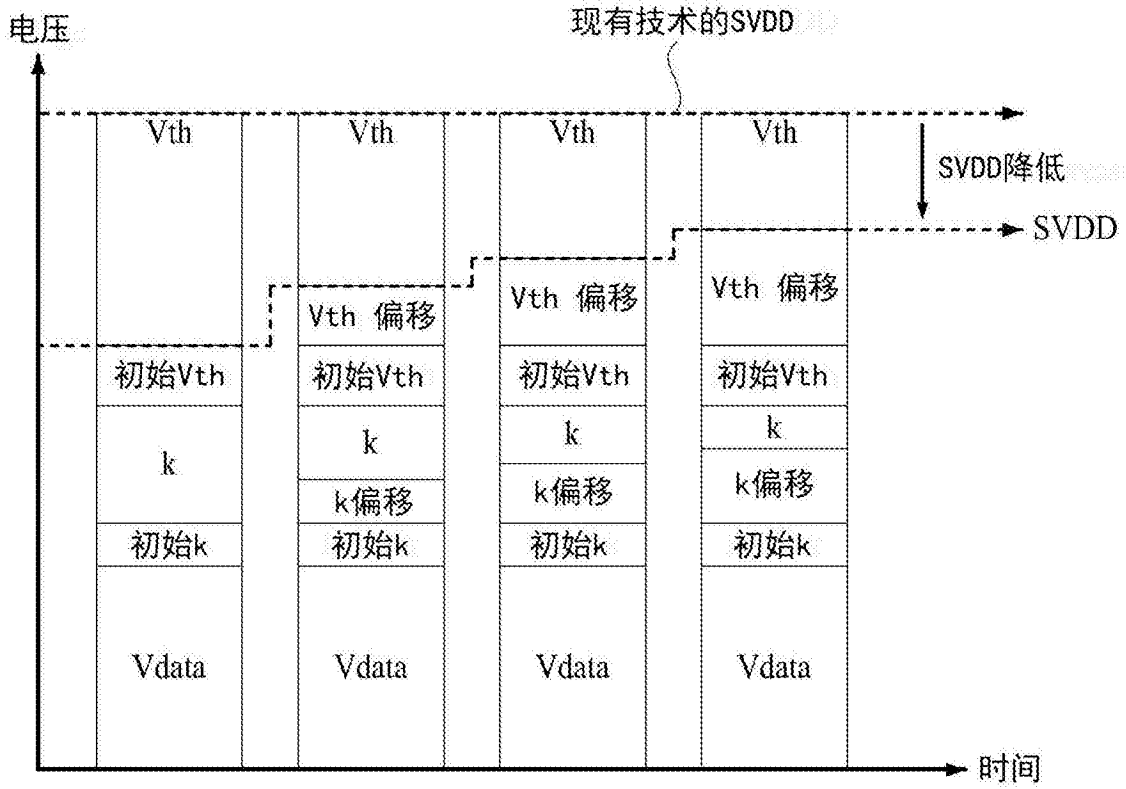 电压
现有技术的SVDD
Vth Vth Vth Vth
SVDD降低
SVDD
Vth 偏移 Vth 偏移 Vth 偏移
初始Vth 初始Vth 初始Vth 初始Vth
k k k k
k偏移 k偏移 k偏移
初始k 初始k 初始k 初始k
Vdata Vdata Vdata Vdata
时间